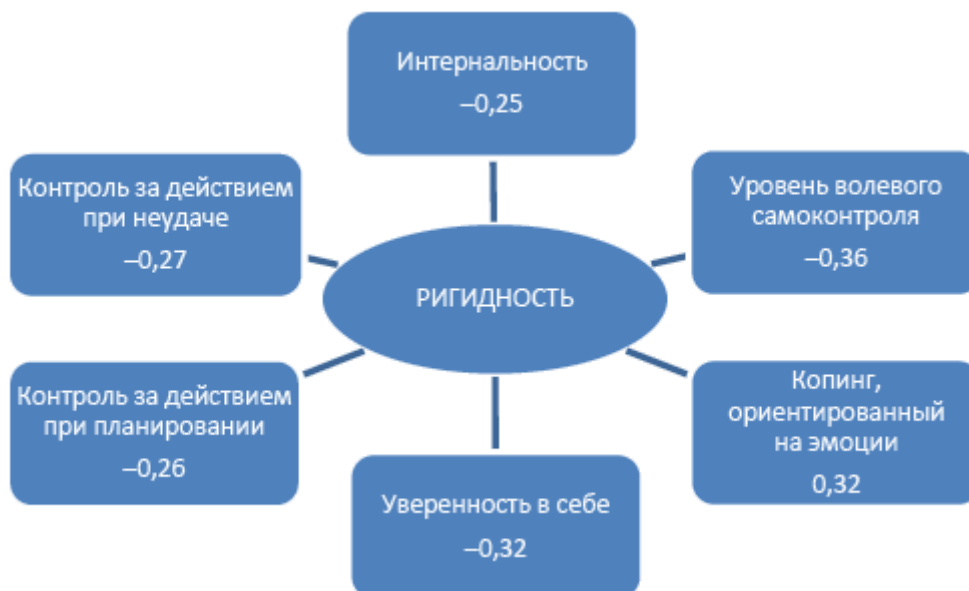 Интернальность
–0,25
Контроль за действием
при неудаче
–0,27
Уровень волевого
самоконтроля
–0,36
РИГИДНОСТЬ
Контроль за действием
при планировании
–0,26
Копинг,
ориентированный
на эмоции
0,32
Уверенность в себе
–0,32